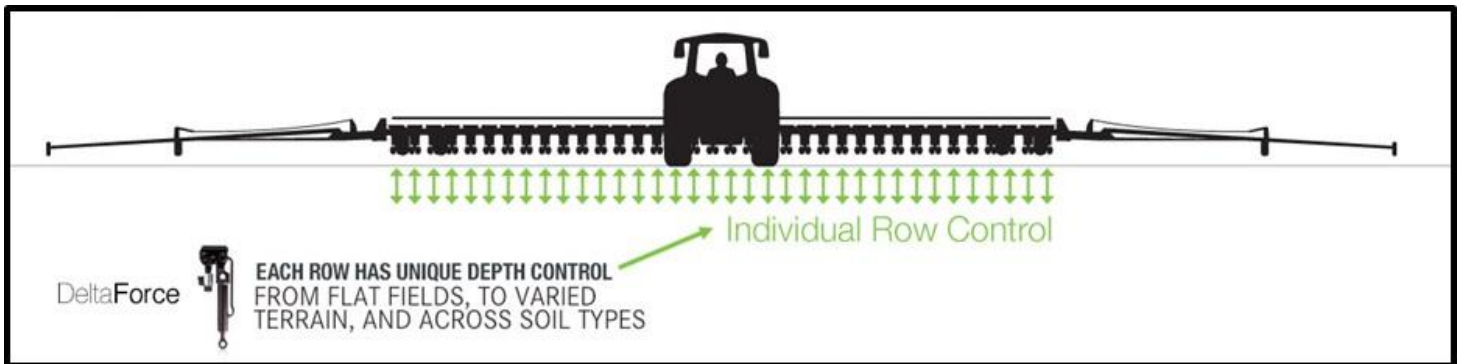 Individual Row Control
DeltaForce
EACH ROW HAS UNIQUE DEPTH CONTROL
FROM FLAT FIELDS, TO VARIED
TERRAIN, AND ACROSS SOIL TYPES